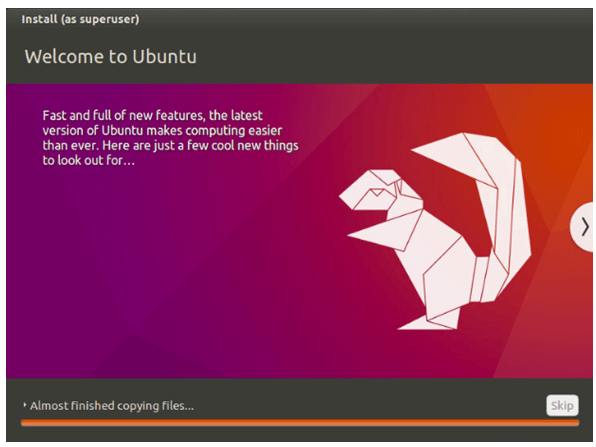 Install (as superuser)
Welcome to Ubuntu
Fast and full of new features, the latest
version of Ubuntu makes computing easier
than ever. Here are just a few cool new things
to look out for…
Almost finished copying files...
Skip